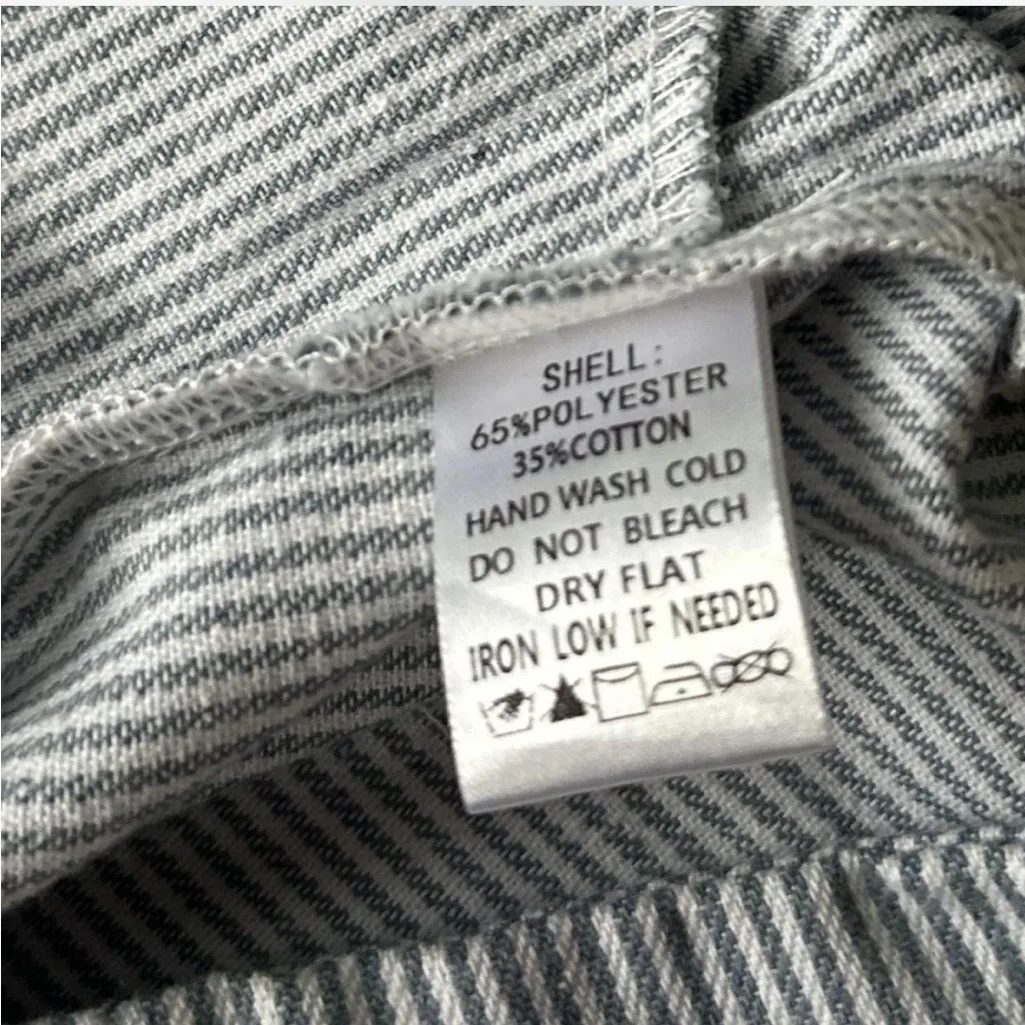 SHELL:
65%POLYESTER
35%COTTON
HAND WASH COLD
DO NOT BLEACH
DRY FLAT
IRON LOW IF NEEDED